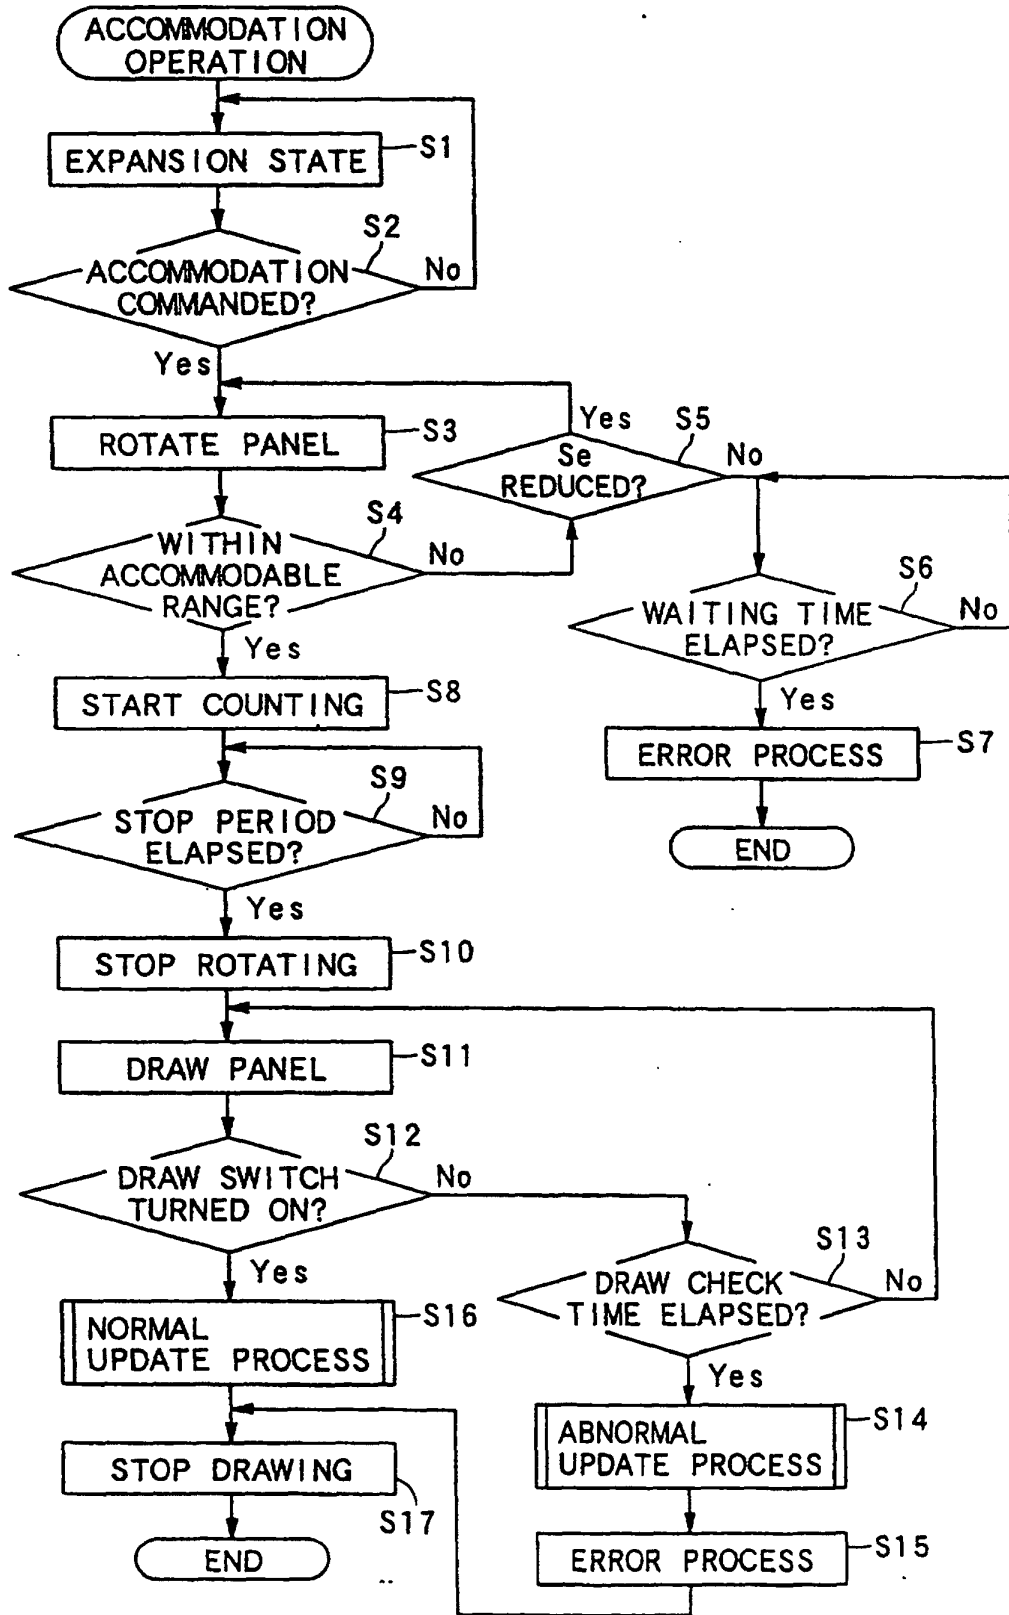 ACCOMMODATION
OPERATION
EXPANSION STATE
S1
S2
ACCOMMODATION
COMMANDED?
No
Yes
ROTATE PANEL
S3
Yes
S5
Se
REDUCED?
No
S4
WITHIN
ACCOMMODABLE
RANGE?
No
Yes
S6
WAITING TIME
ELAPSED?
No
Yes
START COUNTING
S8
ERROR PROCESS
S7
END
S9
STOP PERIOD
ELAPSED?
No
Yes
STOP ROTATING
S10
DRAW PANEL
S11
S12
DRAW SWITCH
TURNED ON?
No
Yes
S13
DRAW CHECK
TIME ELAPSED?
No
Yes
NORMAL
UPDATE PROCESS
S16
ABNORMAL
UPDATE PROCESS
S14
STOP DRAWING
S17
ERROR PROCESS
S15
END